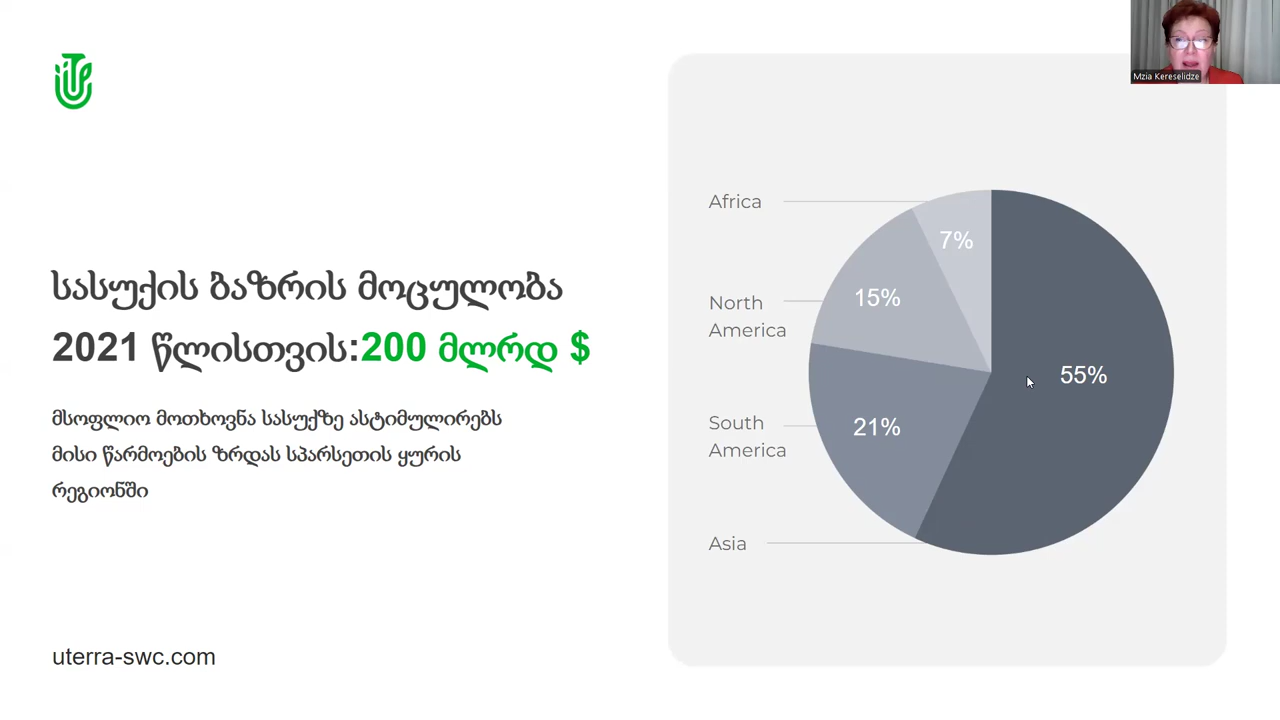 სასუქის ბაზრის მოცულობა
2021 წლისთვის:200 მლრდ $
მსოფლიო მოთხოვნა სასუქზე ასტიმულირებს
მისი წარმოების ზრდას სპარსეთის ყურის
რეგიონში
uterra-swc.com
Africa
7%
North
America
15%
55%
South
America
21%
Asia
Mzia Kereselidze